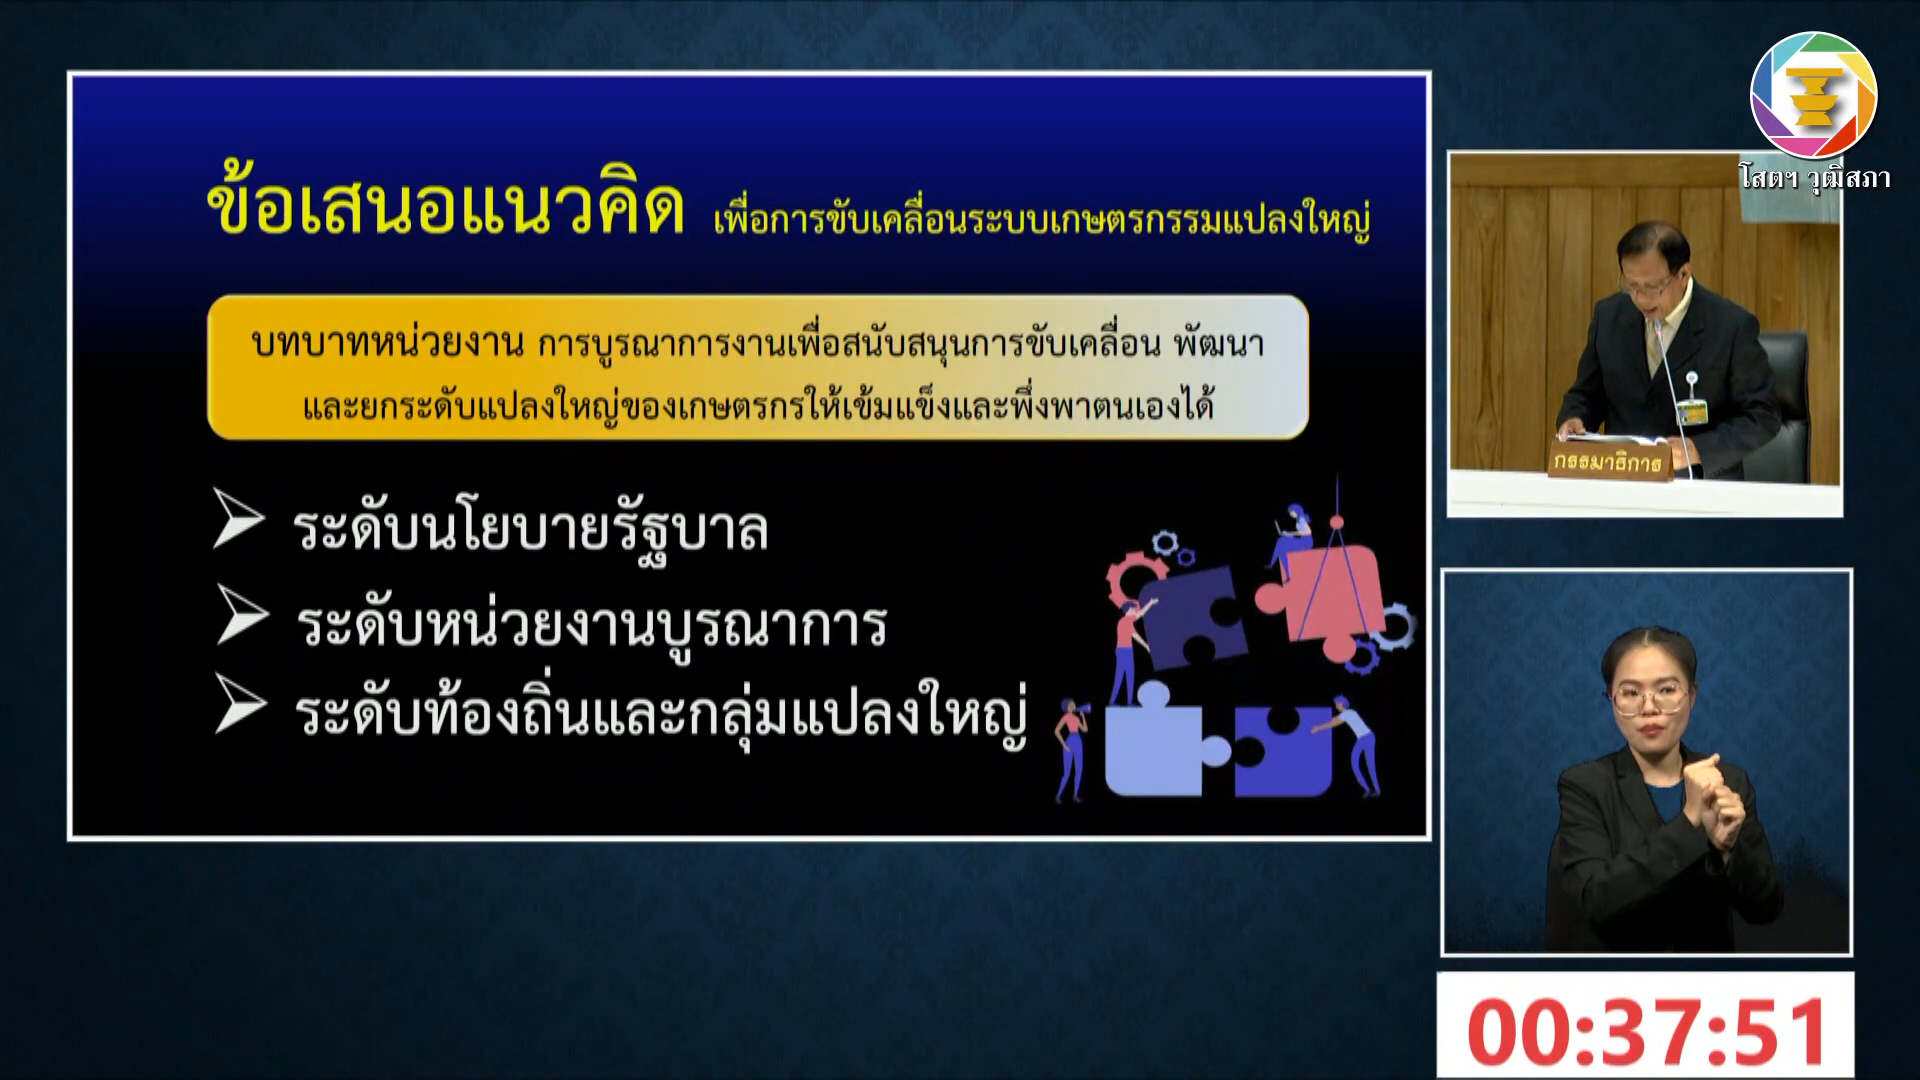 ข้อเสนอแนวคิด เพื่อการขับเคลื่อนระบบเกษตรกรรมแปลงใหญ่
บทบาทหน่วยงาน การบูรณาการงานเพื่อสนับสนุนการขับเคลื่อน พัฒนา
และยกระดับแปลงใหญ่ของเกษตรกรให้เข้มแข็งและพึ่งพาตนเองได้
ระดับนโยบายรัฐบาล
ระดับหน่วยงานบูรณาการ
ระดับท้องถิ่นและกลุ่มแปลงใหญ่
โสตฯ วุฒิสภา
กรรมาธิการ
00:37:51